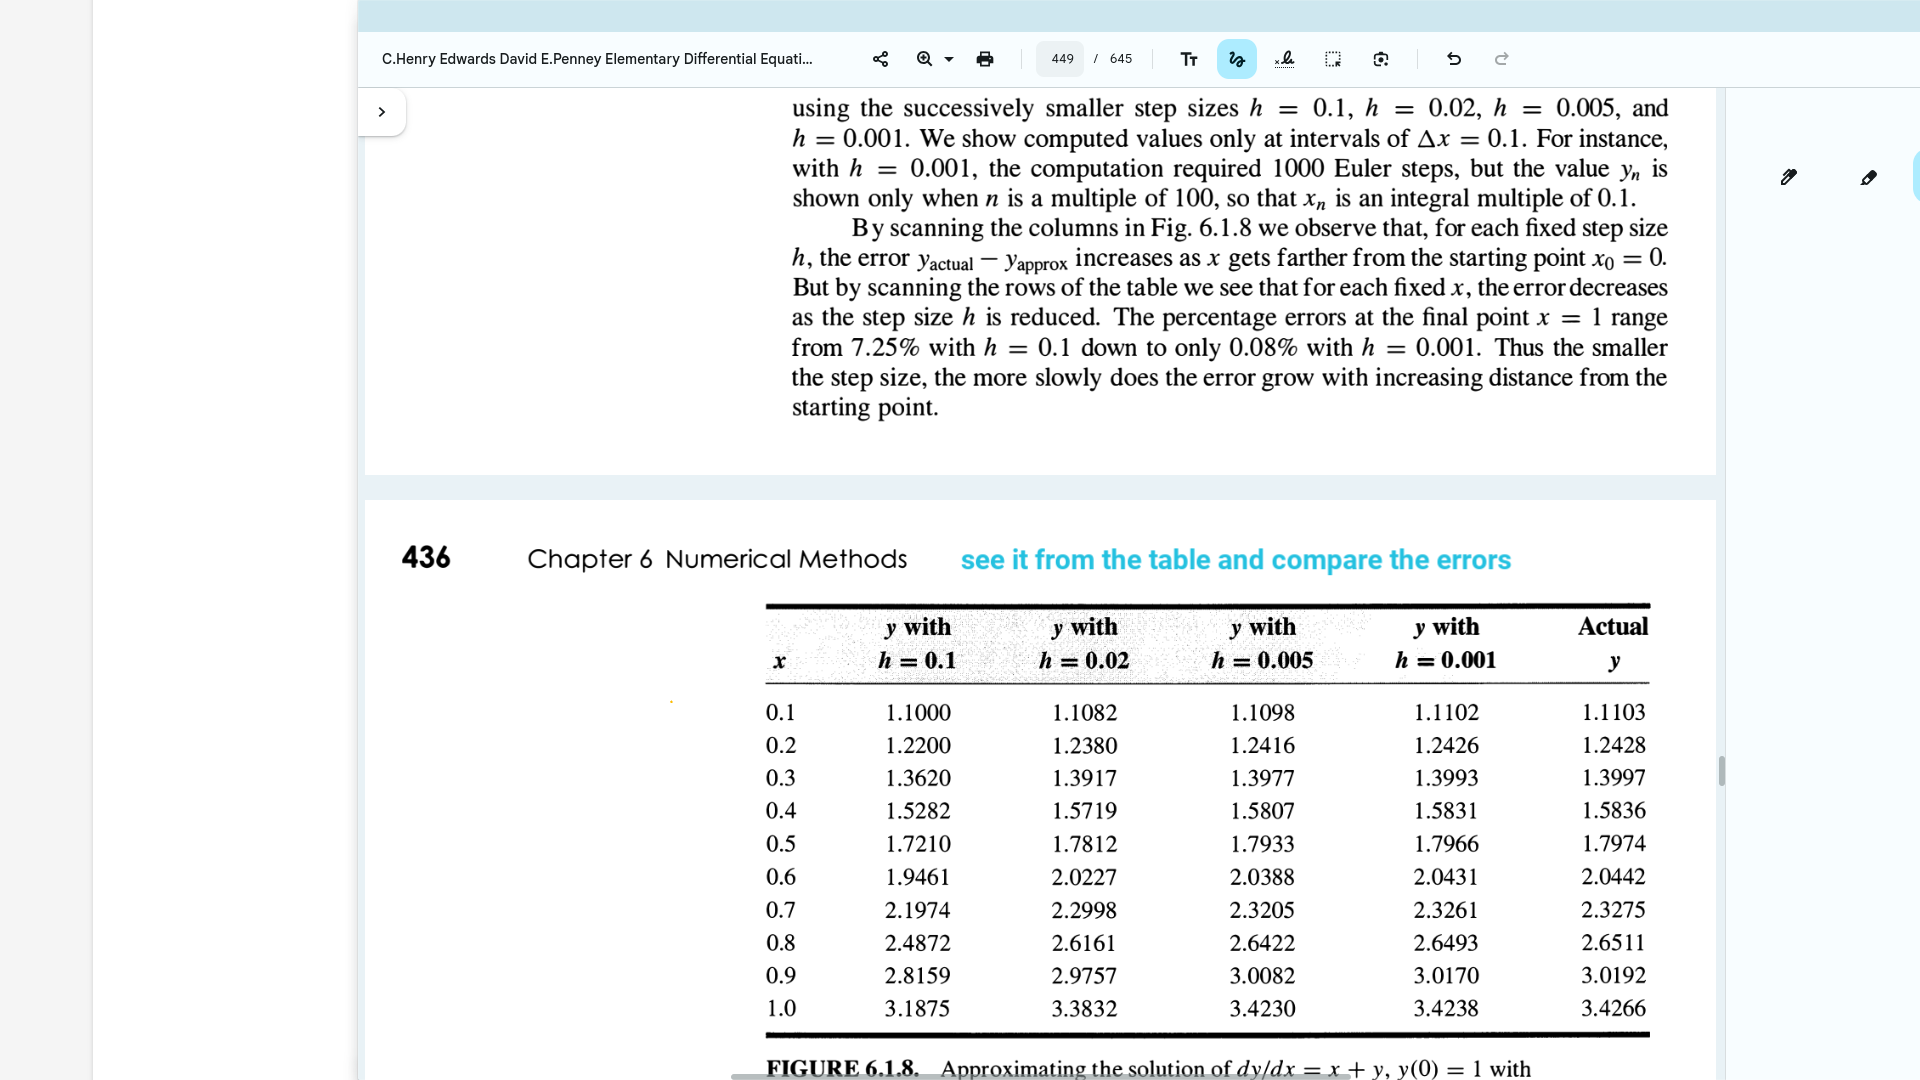 C.Henry Edwards David E.Penney Elementary Differential Equati...
449 / 645
using the successively smaller step sizes h = 0.1, h = 0.02, h = 0.005, and
h = 0.001. We show computed values only at intervals of Δx = 0.1. For instance,
with h = 0.001, the computation required 1000 Euler steps, but the value yₙ is
shown only when n is a multiple of 100, so that xₙ is an integral multiple of 0.1.
By scanning the columns in Fig. 6.1.8 we observe that, for each fixed step size
h, the error y_actual − y_approx increases as x gets farther from the starting point x₀ = 0.
But by scanning the rows of the table we see that for each fixed x, the error decreases
as the step size h is reduced. The percentage errors at the final point x = 1 range
from 7.25% with h = 0.1 down to only 0.08% with h = 0.001. Thus the smaller
the step size, the more slowly does the error grow with increasing distance from the
starting point.
436 Chapter 6 Numerical Methods see it from the table and compare the errors
y with y with y with y with Actual
x h = 0.1 h = 0.02 h = 0.005 h = 0.001 y
0.1 1.1000 1.1082 1.1098 1.1102 1.1103
0.2 1.2200 1.2380 1.2416 1.2426 1.2428
0.3 1.3620 1.3917 1.3977 1.3993 1.3997
0.4 1.5282 1.5719 1.5807 1.5831 1.5836
0.5 1.7210 1.7812 1.7933 1.7966 1.7974
0.6 1.9461 2.0227 2.0388 2.0431 2.0442
0.7 2.1974 2.2998 2.3205 2.3261 2.3275
0.8 2.4872 2.6161 2.6422 2.6493 2.6511
0.9 2.8159 2.9757 3.0082 3.0170 3.0192
1.0 3.1875 3.3832 3.4230 3.4238 3.4266
FIGURE 6.1.8. Approximating the solution of dy/dx = x + y, y(0) = 1 with